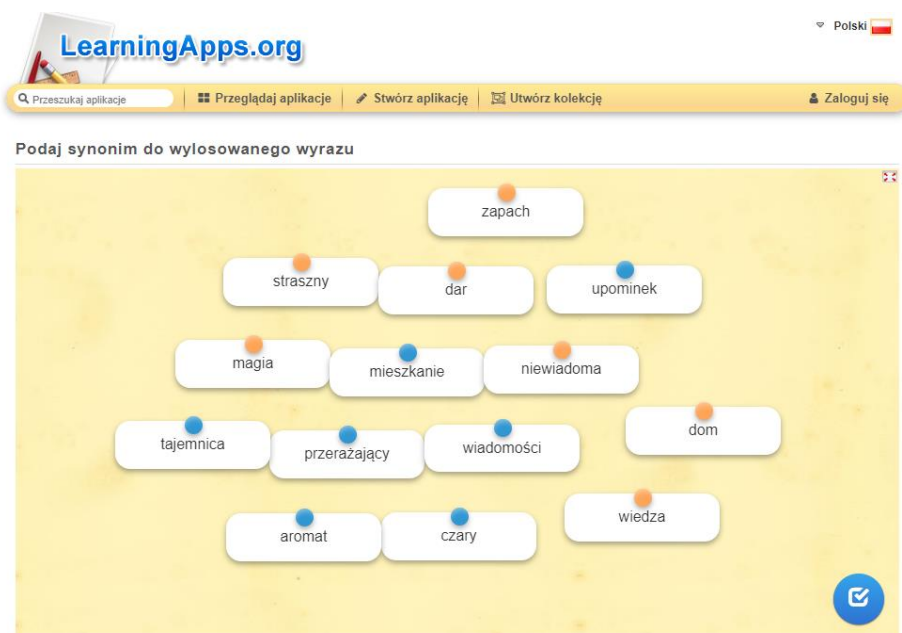 Polski
LearningApps.org
Przeszukaj aplikacje Przeglądaj aplikacje Stwórz aplikację Utwórz kolekcję Zaloguj się
Podaj synonim do wylosowanego wyrazu
zapach
straszny dar upominek
magia mieszkanie niewiadoma
tajemnica przerażający wiadomości dom
aromat czary wiedza